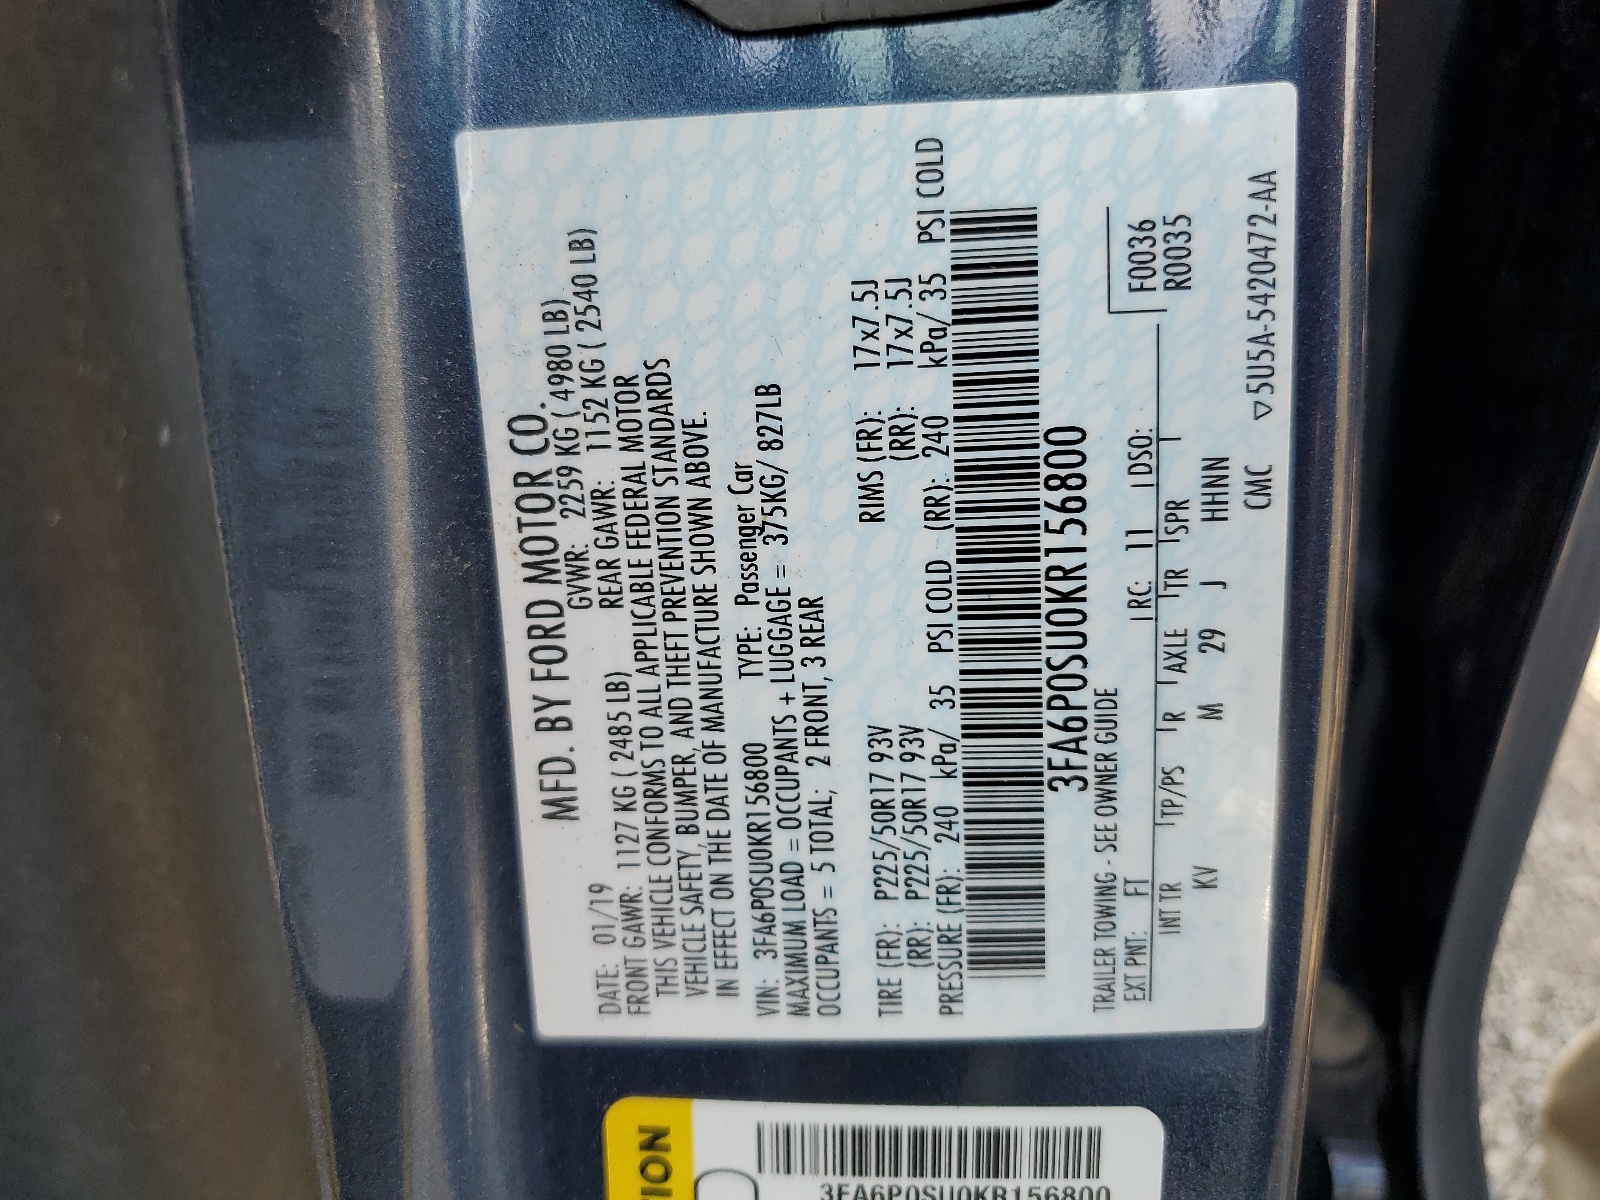 MFD. BY FORD MOTOR CO.
DATE: 01/19 GVWR: 2259 KG ( 4980 LB)
FRONT GAWR: 1127 KG ( 2485 LB) REAR GAWR: 1152 KG ( 2540 LB)
THIS VEHICLE CONFORMS TO ALL APPLICABLE FEDERAL MOTOR
VEHICLE SAFETY, BUMPER, AND THEFT PREVENTION STANDARDS
IN EFFECT ON THE DATE OF MANUFACTURE SHOWN ABOVE.
VIN: 3FA6P0SU0KR156800 TYPE: Passenger Car
MAXIMUM LOAD = OCCUPANTS + LUGGAGE = 375KG/ 827LB
OCCUPANTS = 5 TOTAL; 2 FRONT, 3 REAR
TIRE (FR): P225/50R17 93V RIMS (FR): 17x7.5J
(RR): P225/50R17 93V (RR): 17x7.5J
PRESSURE (FR): 240 kPa/ 35 PSI COLD (RR): 240 kPa/ 35 PSI COLD
3FA6P0SU0KR156800
TRAILER TOWING - SEE OWNER GUIDE
EXT PNT: FT RC: 11 DSO: F0036
R0035
INT TR TP/PS R AXLE TR SPR
KV M 29 J HHNN
CMC ▽5U5A-5420472-AA
TION
3FA6P0SU0KR156800